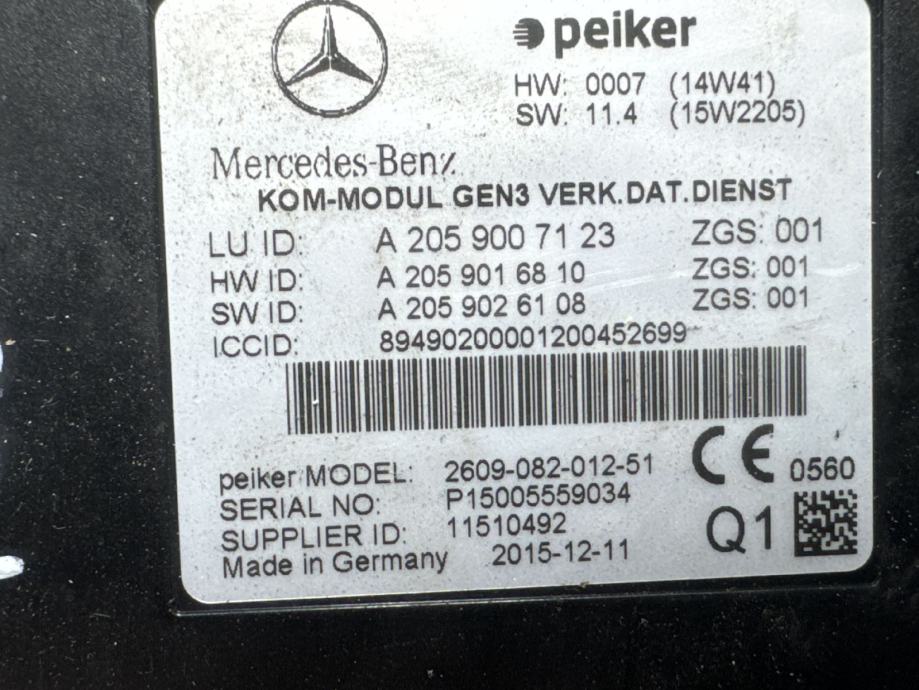 peiker
HW: 0007 (14W41)
SW: 11.4 (15W2205)
Mercedes-Benz
KOM-MODUL GEN3 VERK.DAT.DIENST
LU ID: A 205 900 71 23 ZGS: 001
HW ID: A 205 901 68 10 ZGS: 001
SW ID: A 205 902 61 08 ZGS: 001
ICCID: 89490200001200452699
peiker MODEL: 2609-082-012-51
SERIAL NO: P15005559034
SUPPLIER ID: 11510492
Made in Germany 2015-12-11
CE 0560
Q1